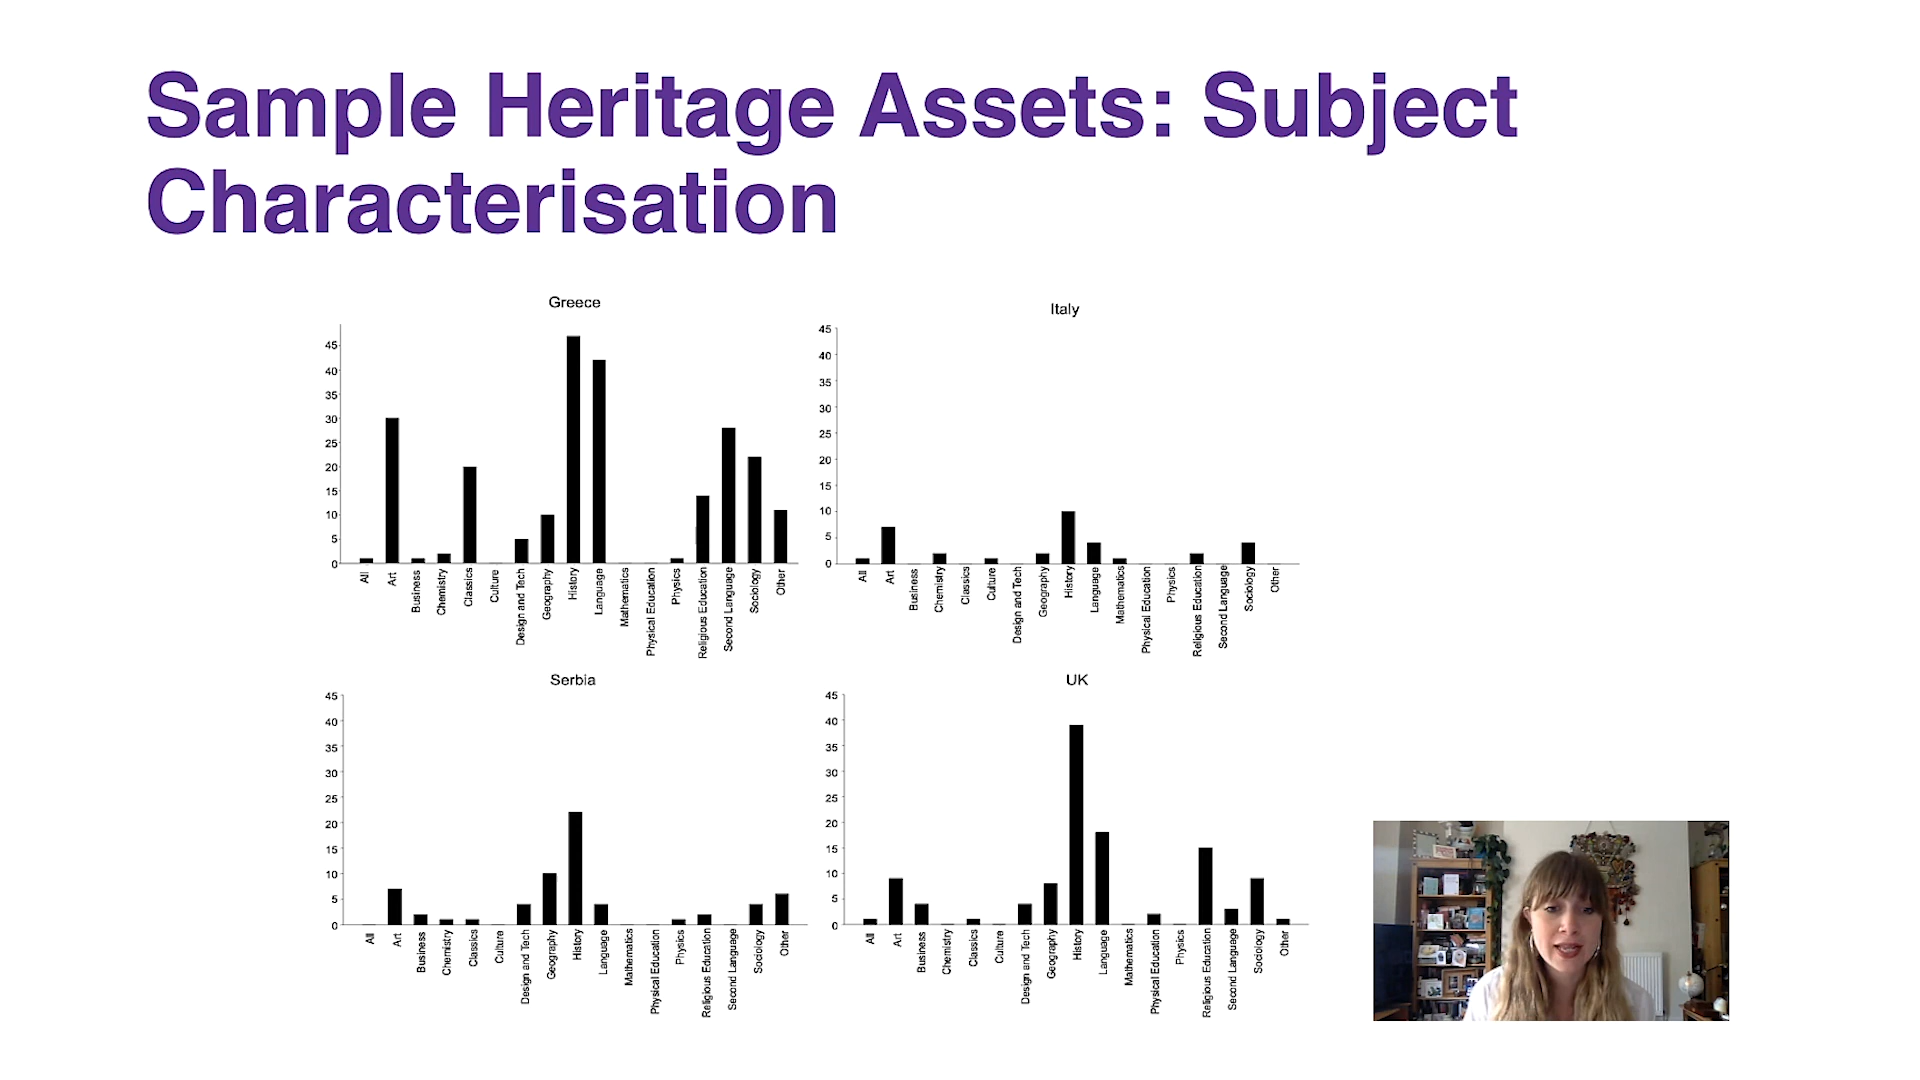 Sample Heritage Assets: Subject
Characterisation
Greece
45
40
35
30
25
20
15
10
5
0
All
Art
Business
Chemistry
Classics
Culture
Design and Tech
Geography
History
Language
Mathematics
Physical Education
Physics
Religious Education
Second Language
Sociology
Other
Italy
45
40
35
30
25
20
15
10
5
0
All
Art
Business
Chemistry
Classics
Culture
Design and Tech
Geography
History
Language
Mathematics
Physical Education
Physics
Religious Education
Second Language
Sociology
Other
Serbia
45
40
35
30
25
20
15
10
5
0
All
Art
Business
Chemistry
Classics
Culture
Design and Tech
Geography
History
Language
Mathematics
Physical Education
Physics
Religious Education
Second Language
Sociology
Other
UK
45
40
35
30
25
20
15
10
5
0
All
Art
Business
Chemistry
Classics
Culture
Design and Tech
Geography
History
Language
Mathematics
Physical Education
Physics
Religious Education
Second Language
Sociology
Other